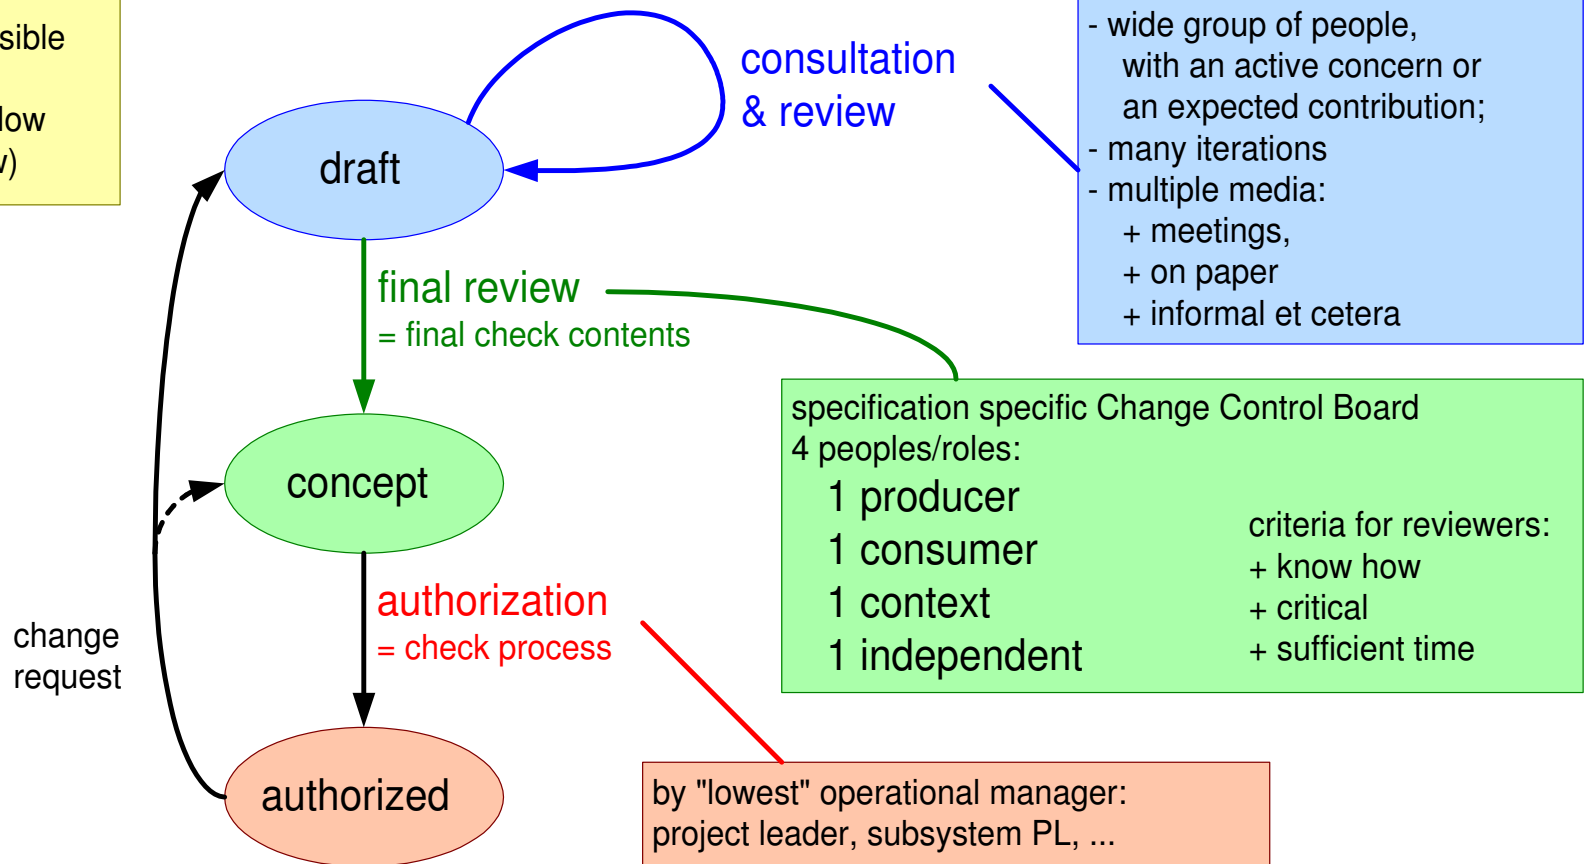 consultation
& review
draft
final review
= final check contents
concept
authorization
= check process
change
request
authorized
- wide group of people,
with an active concern or
an expected contribution;
- many iterations
- multiple media:
+ meetings,
+ on paper
+ informal et cetera
specification specific Change Control Board
4 peoples/roles:
1 producer
1 consumer
1 context
1 independent
criteria for reviewers:
+ know how
+ critical
+ sufficient time
by "lowest" operational manager:
project leader, subsystem PL, ...